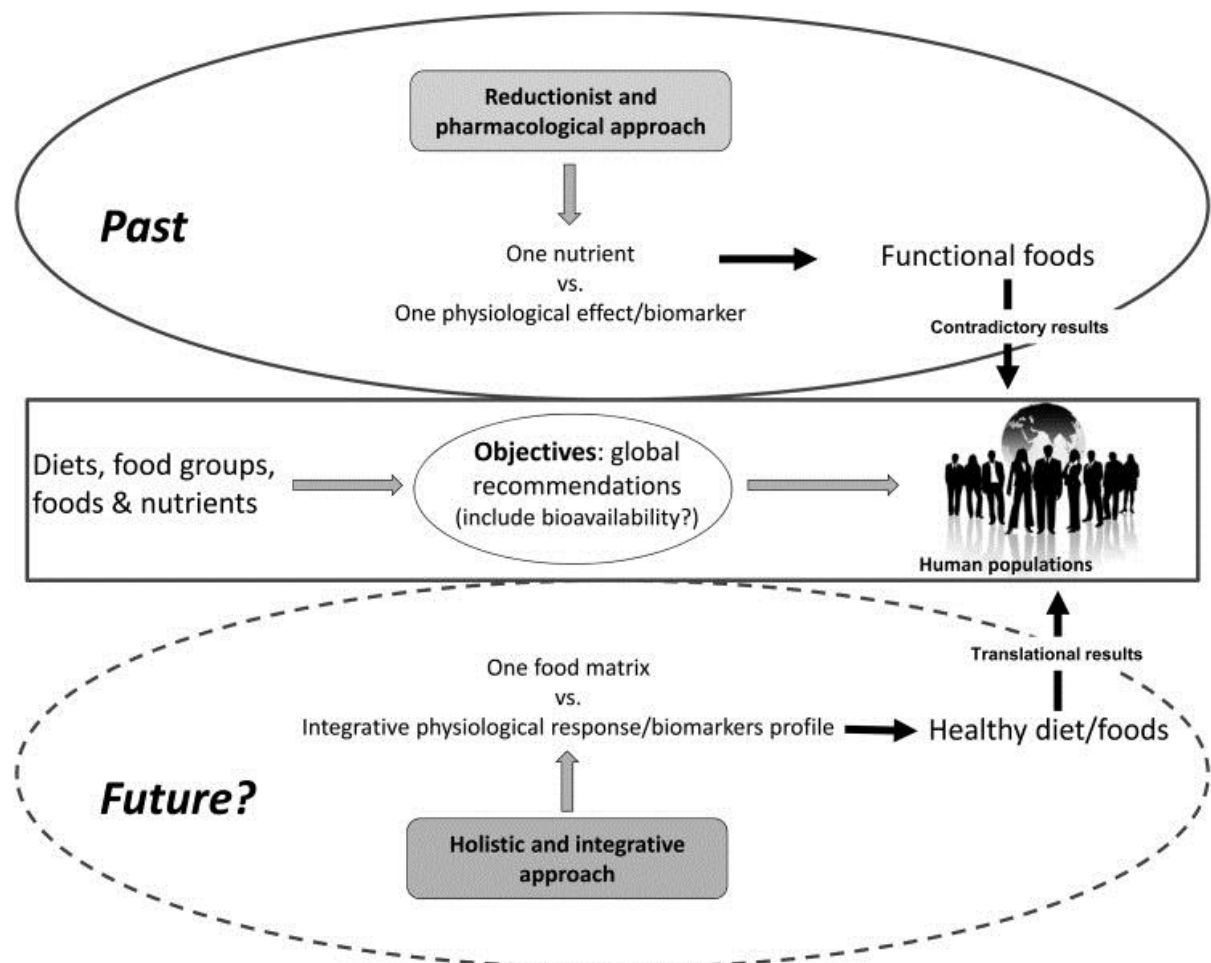 Reductionist and
pharmacological approach
Past
One nutrient
vs.
One physiological effect/biomarker
Functional foods
Contradictory results
Diets, food groups,
foods & nutrients
Objectives: global
recommendations
(include bioavailability?)
Human populations
Translational results
One food matrix
vs.
Integrative physiological response/biomarkers profile
Healthy diet/foods
Future?
Holistic and integrative
approach